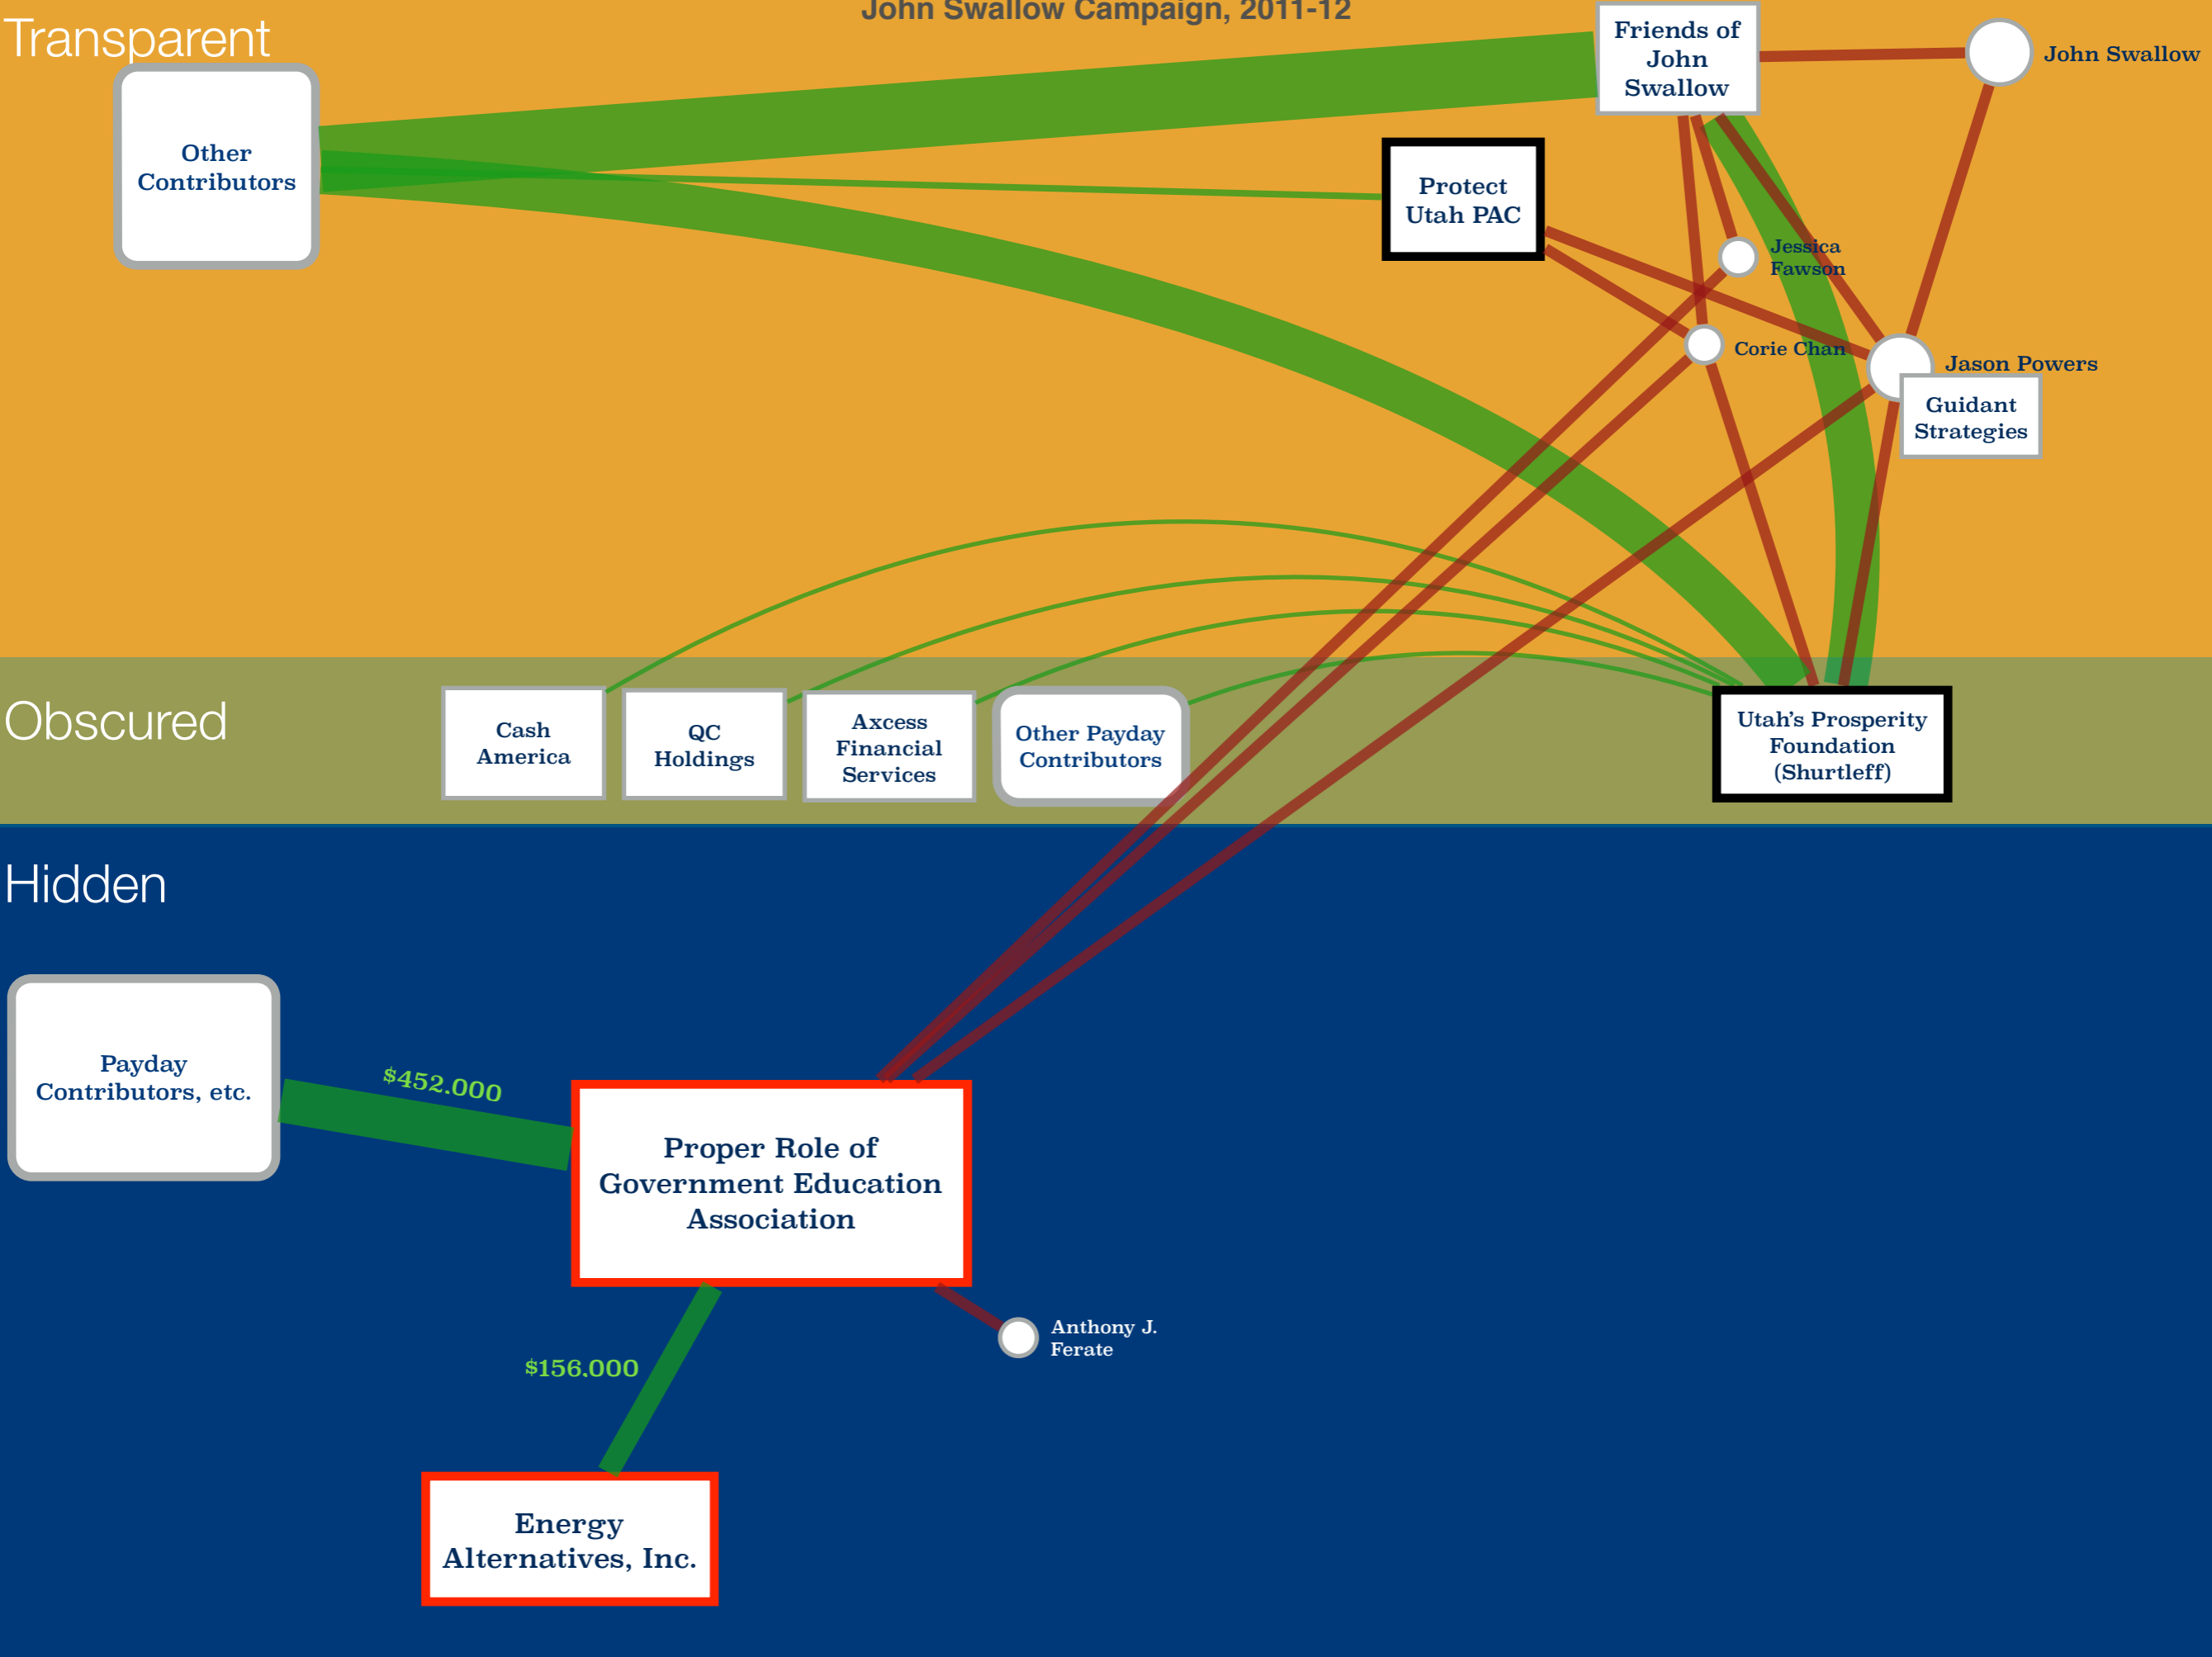 John Swallow Campaign, 2011-12
Transparent
Friends of
John
Swallow
John Swallow
Other
Contributors
Protect
Utah PAC
Jessica
Fawson
Corie Chan
Jason Powers
Guidant
Strategies
Obscured
Cash
America
QC
Holdings
Axcess
Financial
Services
Other Payday
Contributors
Utah's Prosperity
Foundation
(Shurtleff)
Hidden
Payday
Contributors, etc.
$452.000
Proper Role of
Government Education
Association
Anthony J.
Ferate
$156.000
Energy
Alternatives, Inc.